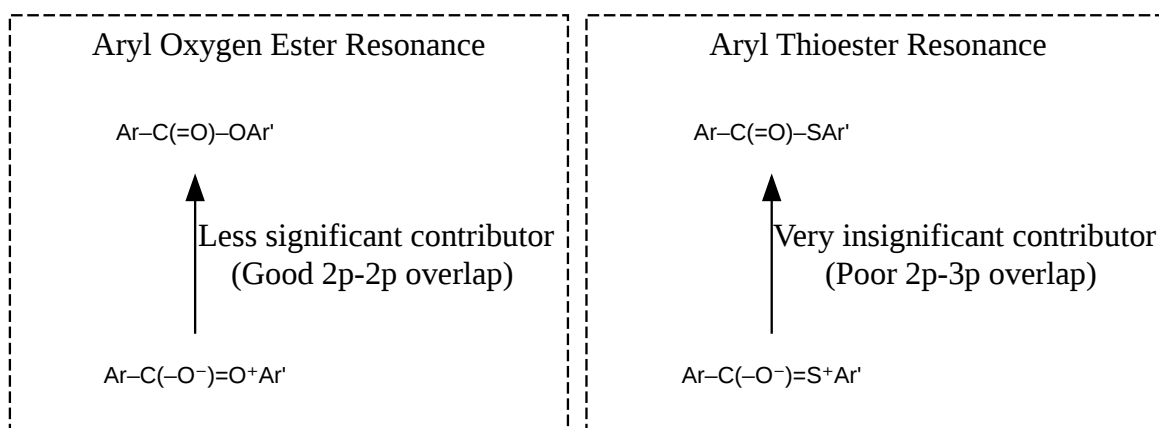 Aryl Oxygen Ester Resonance
Ar–C(=O)–OAr'
Less significant contributor
(Good 2p-2p overlap)
Ar–C(–O⁻)=O⁺Ar'
Aryl Thioester Resonance
Ar–C(=O)–SAr'
Very insignificant contributor
(Poor 2p-3p overlap)
Ar–C(–O⁻)=S⁺Ar'